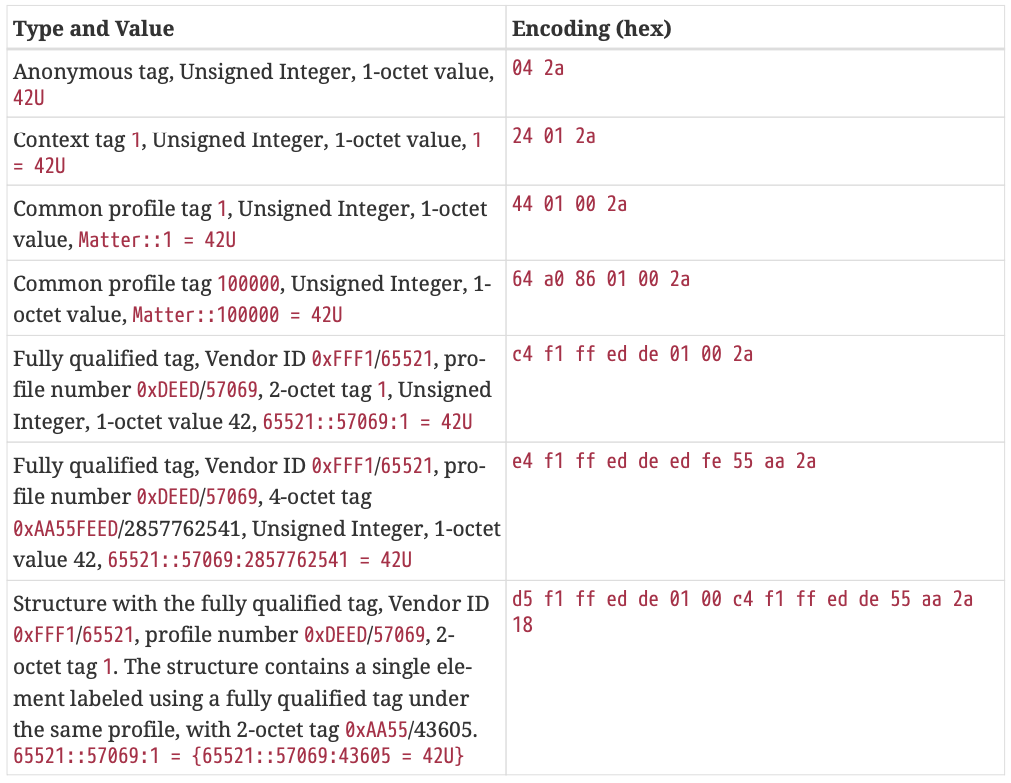 Type and Value
Encoding (hex)
Anonymous tag, Unsigned Integer, 1-octet value,
42U
04 2a
Context tag 1, Unsigned Integer, 1-octet value, 1
= 42U
24 01 2a
Common profile tag 1, Unsigned Integer, 1-octet
value, Matter::1 = 42U
44 01 00 2a
Common profile tag 100000, Unsigned Integer, 1-
octet value, Matter::100000 = 42U
64 a0 86 01 00 2a
Fully qualified tag, Vendor ID 0xFFF1/65521, pro-
file number 0xDEED/57069, 2-octet tag 1, Unsigned
Integer, 1-octet value 42, 65521::57069:1 = 42U
c4 f1 ff ed de 01 00 2a
Fully qualified tag, Vendor ID 0xFFF1/65521, pro-
file number 0xDEED/57069, 4-octet tag
0xAA55FEED/2857762541, Unsigned Integer, 1-octet
value 42, 65521::57069:2857762541 = 42U
e4 f1 ff ed de ed fe 55 aa 2a
Structure with the fully qualified tag, Vendor ID
0xFFF1/65521, profile number 0xDEED/57069, 2-
octet tag 1. The structure contains a single ele-
ment labeled using a fully qualified tag under
the same profile, with 2-octet tag 0xAA55/43605.
65521::57069:1 = {65521::57069:43605 = 42U}
d5 f1 ff ed de 01 00 c4 f1 ff ed de 55 aa 2a
18